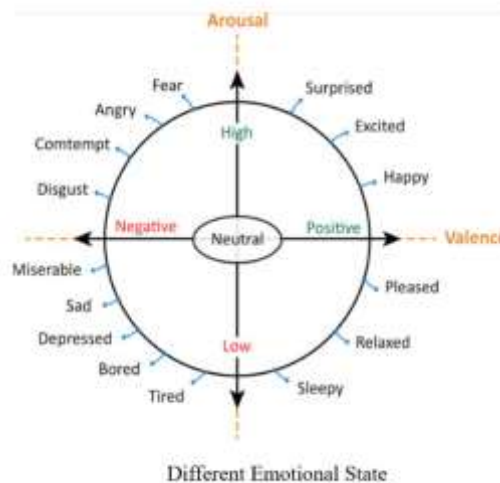 Arousal
Fear
Surprised
Angry
High
Excited
Comtempt
Happy
Disgust
Negative
Neutral
Positive
Valence
Miserable
Pleased
Sad
Depressed
Low
Relaxed
Bored
Tired
Sleepy
Different Emotional State